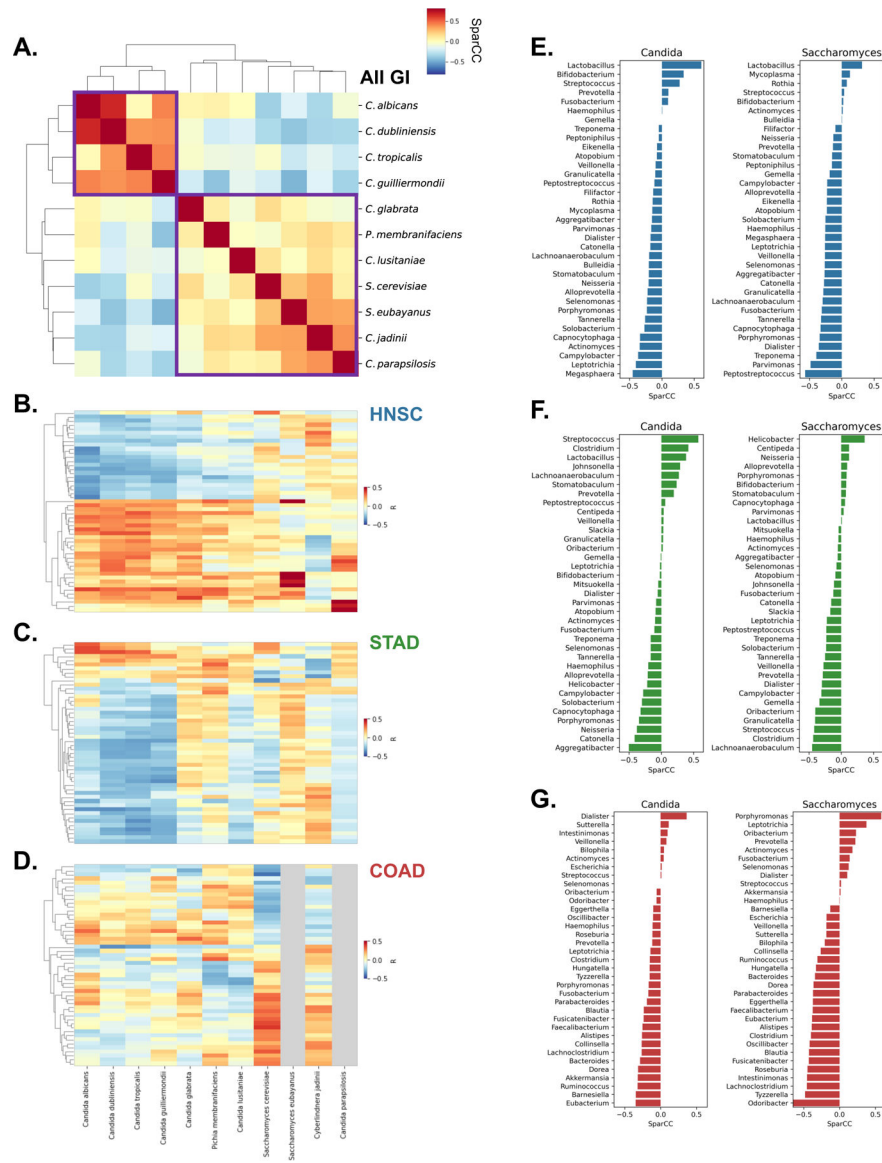 A.
0.5
0.0
−0.5
SparCC
All GI
C. albicans
C. dubliniensis
C. tropicalis
C. guilliermondii
C. glabrata
P. membranifaciens
C. lusitaniae
S. cerevisiae
S. eubayanus
C. jadinii
C. parapsilosis
B.
HNSC
0.5
0.0
−0.5
R
C.
STAD
0.5
0.0
−0.5
R
D.
COAD
0.5
0.0
−0.5
R
Candida albicans
Candida dubliniensis
Candida tropicalis
Candida guilliermondii
Candida glabrata
Pichia membranifaciens
Candida lusitaniae
Saccharomyces cerevisiae
Saccharomyces eubayanus
Cyberlindnera jadinii
Candida parapsilosis
E.
Candida
Lactobacillus
Bifidobacterium
Streptococcus
Prevotella
Fusobacterium
Haemophilus
Gemella
Treponema
Peptoniphilus
Eikenella
Atopobium
Veillonella
Granulicatella
Peptostreptococcus
Filifactor
Rothia
Mycoplasma
Aggregatibacter
Parvimonas
Dialister
Catonella
Lachnoanaerobaculum
Bulleidia
Stomatobaculum
Neisseria
Alloprevotella
Selenomonas
Porphyromonas
Tannerella
Solobacterium
Capnocytophaga
Actinomyces
Campylobacter
Leptotrichia
Megasphaera
−0.5 0.0 0.5
SparCC
Saccharomyces
Lactobacillus
Mycoplasma
Rothia
Streptococcus
Bifidobacterium
Actinomyces
Bulleidia
Filifactor
Neisseria
Prevotella
Stomatobaculum
Peptoniphilus
Gemella
Campylobacter
Alloprevotella
Eikenella
Atopobium
Solobacterium
Haemophilus
Megasphaera
Leptotrichia
Veillonella
Selenomonas
Aggregatibacter
Catonella
Granulicatella
Lachnoanaerobaculum
Fusobacterium
Tannerella
Capnocytophaga
Porphyromonas
Dialister
Treponema
Parvimonas
Peptostreptococcus
−0.5 0.0 0.5
SparCC
F.
Candida
Streptococcus
Clostridium
Lactobacillus
Johnsonella
Lachnoanaerobaculum
Stomatobaculum
Prevotella
Peptostreptococcus
Centipeda
Veillonella
Slackia
Granulicatella
Oribacterium
Gemella
Leptotrichia
Bifidobacterium
Mitsuokella
Dialister
Parvimonas
Atopobium
Actinomyces
Fusobacterium
Treponema
Selenomonas
Tannerella
Haemophilus
Alloprevotella
Helicobacter
Campylobacter
Solobacterium
Capnocytophaga
Porphyromonas
Neisseria
Catonella
Aggregatibacter
−0.5 0.0 0.5
SparCC
Saccharomyces
Helicobacter
Centipeda
Neisseria
Alloprevotella
Porphyromonas
Bifidobacterium
Stomatobaculum
Capnocytophaga
Parvimonas
Lactobacillus
Mitsuokella
Haemophilus
Actinomyces
Aggregatibacter
Selenomonas
Atopobium
Johnsonella
Fusobacterium
Catonella
Slackia
Leptotrichia
Peptostreptococcus
Treponema
Solobacterium
Tannerella
Veillonella
Prevotella
Dialister
Campylobacter
Gemella
Oribacterium
Granulicatella
Streptococcus
Clostridium
Lachnoanaerobaculum
−0.5 0.0 0.5
SparCC
G.
Candida
Dialister
Sutterella
Intestinimonas
Veillonella
Bilophila
Actinomyces
Escherichia
Streptococcus
Selenomonas
Oribacterium
Odoribacter
Eggerthella
Oscillibacter
Haemophilus
Roseburia
Prevotella
Leptotrichia
Clostridium
Hungatella
Tyzzerella
Porphyromonas
Fusobacterium
Parabacteroides
Blautia
Fusicatenibacter
Faecalibacterium
Alistipes
Collinsella
Lachnoclostridium
Bacteroides
Dorea
Akkermansia
Ruminococcus
Barnesiella
Eubacterium
−0.5 0.0 0.5
SparCC
Saccharomyces
Porphyromonas
Leptotrichia
Oribacterium
Prevotella
Actinomyces
Fusobacterium
Selenomonas
Dialister
Streptococcus
Akkermansia
Haemophilus
Barnesiella
Escherichia
Veillonella
Sutterella
Bilophila
Collinsella
Ruminococcus
Hungatella
Bacteroides
Dorea
Parabacteroides
Eggerthella
Faecalibacterium
Eubacterium
Alistipes
Clostridium
Oscillibacter
Blautia
Fusicatenibacter
Roseburia
Intestinimonas
Lachnoclostridium
Tyzzerella
Odoribacter
−0.5 0.0 0.5
SparCC